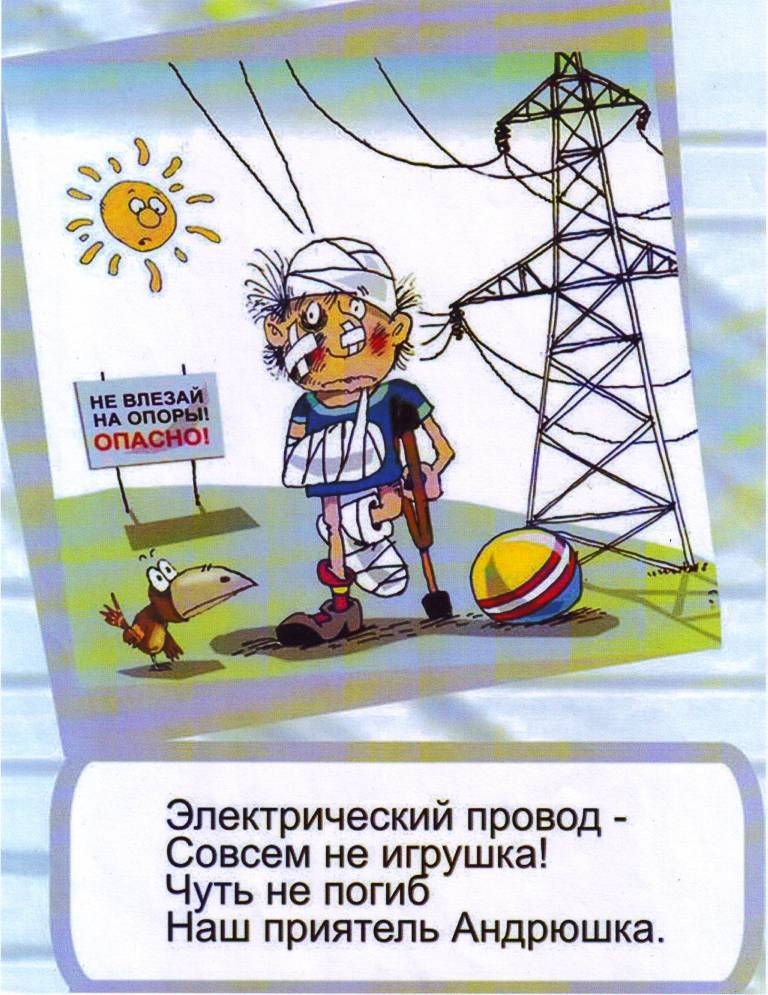 НЕ ВЛЕЗАЙ
НА ОПОРЫ!
ОПАСНО!
Электрический провод -
Совсем не игрушка!
Чуть не погиб
Наш приятель Андрюшка.